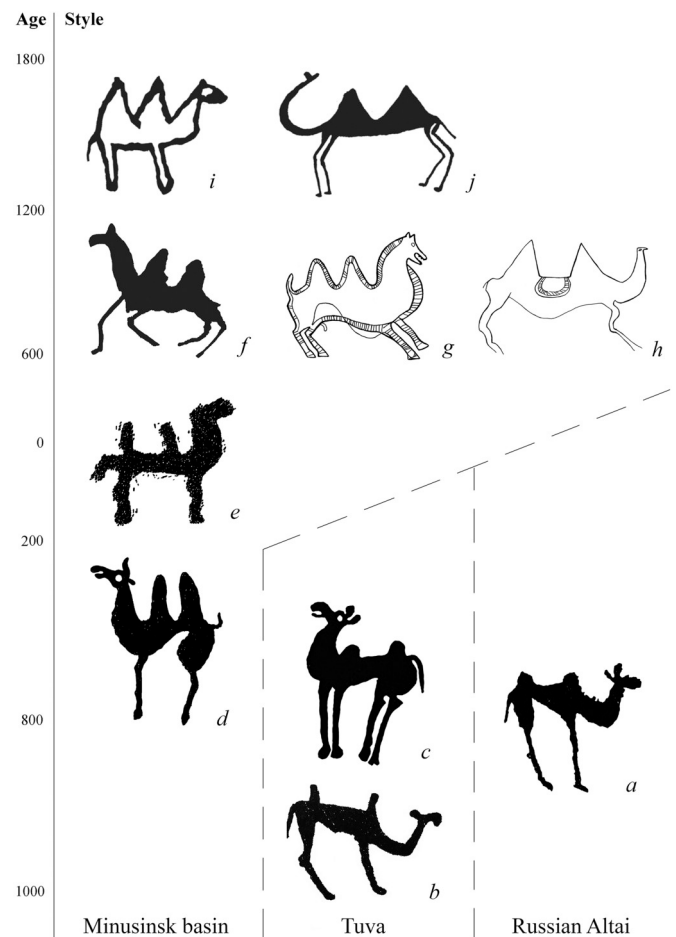 Age Style
1800
i j
1200
f g h
600
e
0
200
d
c
800
a
b
1000
Minusinsk basin Tuva Russian Altai